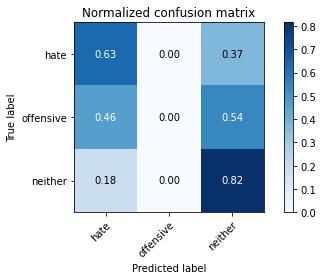 Normalized confusion matrix
True label
hate 0.63 0.00 0.37
offensive 0.46 0.00 0.54
neither 0.18 0.00 0.82
hate offensive neither
Predicted label
0.8
0.7
0.6
0.5
0.4
0.3
0.2
0.1
0.0